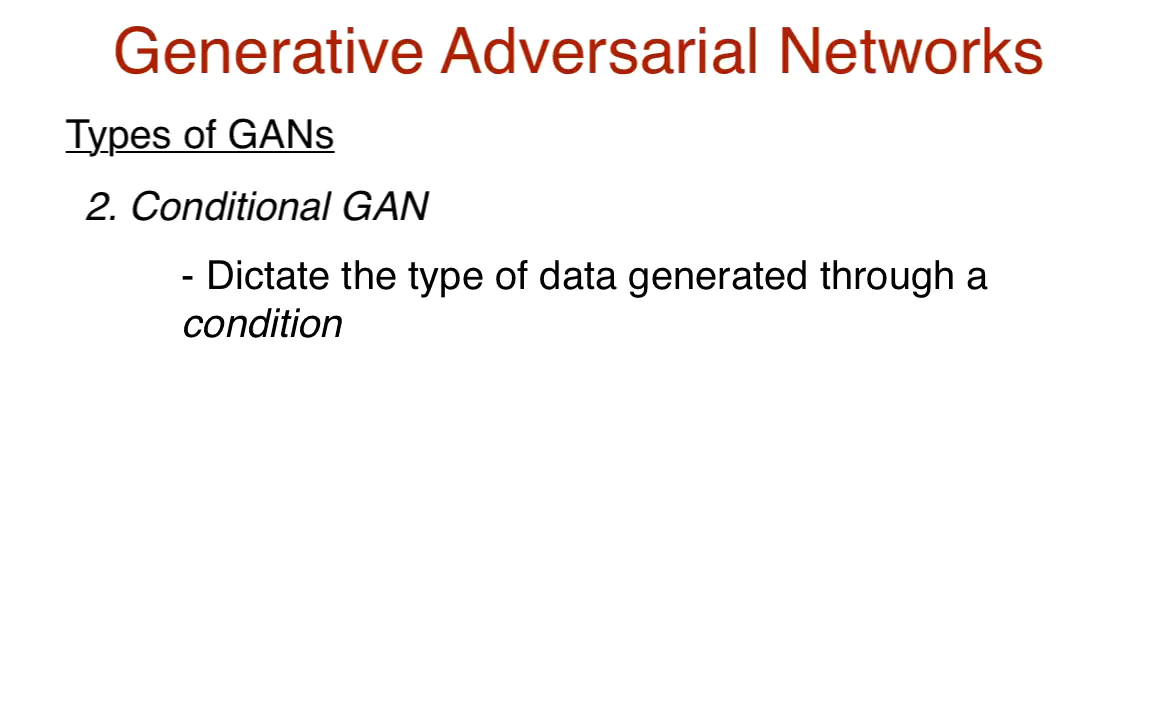 Generative Adversarial Networks
Types of GANs
2. Conditional GAN
- Dictate the type of data generated through a
condition